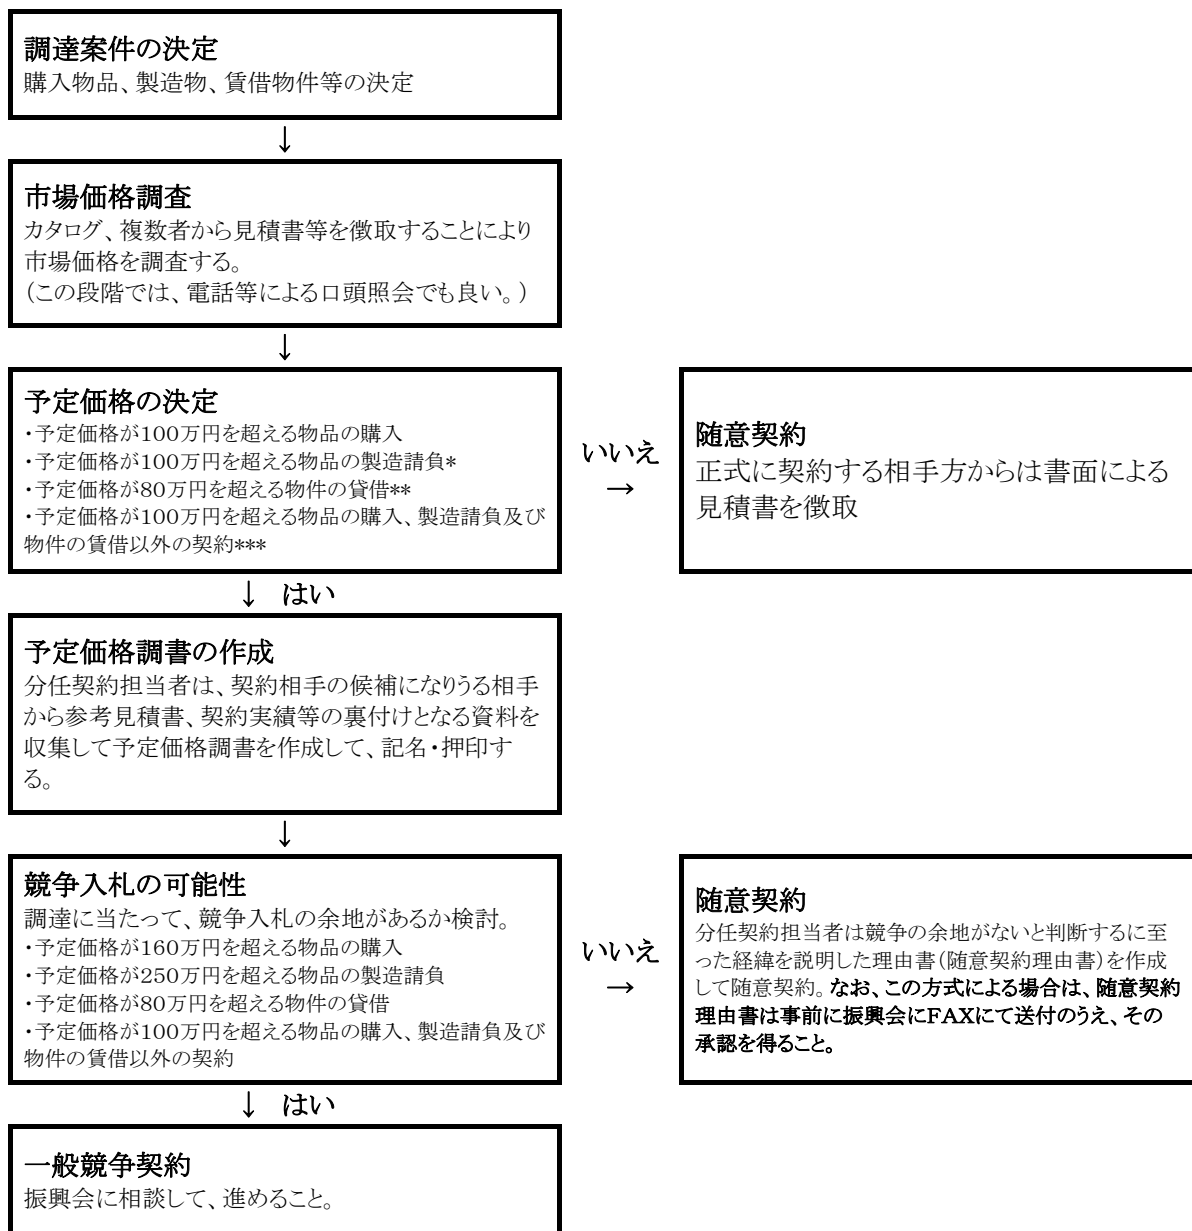 調達案件の決定
購入物品、製造物、賃借物件等の決定
↓
市場価格調査
カタログ、複数者から見積書等を徴取することにより
市場価格を調査する。
(この段階では、電話等による口頭照会でも良い。)
↓
予定価格の決定
・予定価格が100万円を超える物品の購入
・予定価格が100万円を超える物品の製造請負*
・予定価格が80万円を超える物件の貸借**
・予定価格が100万円を超える物品の購入、製造請負及び
物件の賃借以外の契約***
いいえ
→
随意契約
正式に契約する相手方からは書面による
見積書を徴取
↓ はい
予定価格調書の作成
分任契約担当者は、契約相手の候補になりうる相手
から参考見積書、契約実績等の裏付けとなる資料を
収集して予定価格調書を作成して、記名・押印す
る。
↓
競争入札の可能性
調達に当たって、競争入札の余地があるか検討。
・予定価格が160万円を超える物品の購入
・予定価格が250万円を超える物品の製造請負
・予定価格が80万円を超える物件の貸借
・予定価格が100万円を超える物品の購入、製造請負及び
物件の賃借以外の契約
いいえ
→
随意契約
分任契約担当者は競争の余地がないと判断するに至
った経緯を説明した理由書(随意契約理由書)を作成
して随意契約。なお、この方式による場合は、随意契約
理由書は事前に振興会にFAXにて送付のうえ、その
承認を得ること。
↓ はい
一般競争契約
振興会に相談して、進めること。